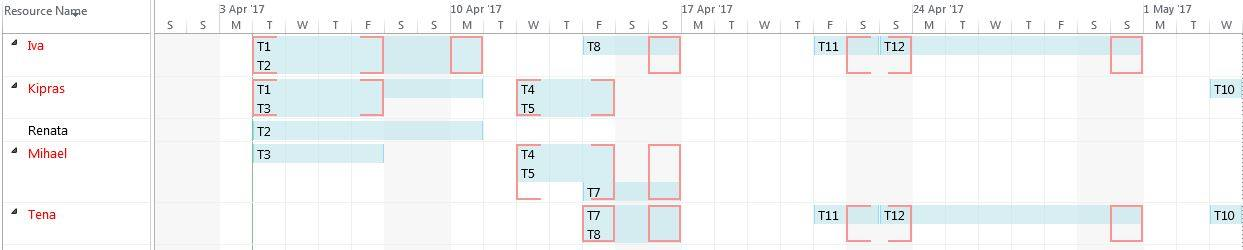 Resource Name 3 Apr '17 10 Apr '17 17 Apr '17 24 Apr '17 1 May '17
S S M T W T F S S M T W T F S S M T W T F S S M T W T F S S M T W
Iva T1 T8 T11 T12
T2
Kipras T1 T4 T10
T3 T5
Renata T2
Mihael T3 T4
T5
T7
Tena T7 T11 T12 T10
T8